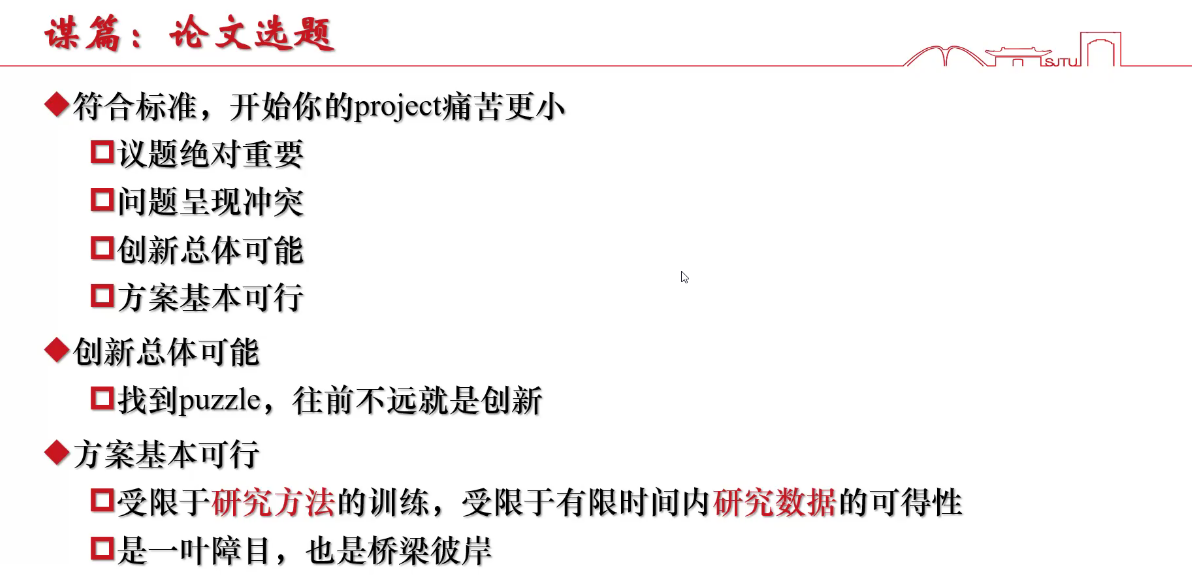 谋篇：论文选题
SJTU
符合标准，开始你的project痛苦更小
议题绝对重要
问题呈现冲突
创新总体可能
方案基本可行
创新总体可能
找到puzzle，往前不远就是创新
方案基本可行
受限于研究方法的训练，受限于有限时间内研究数据的可得性
是一叶障目，也是桥梁彼岸